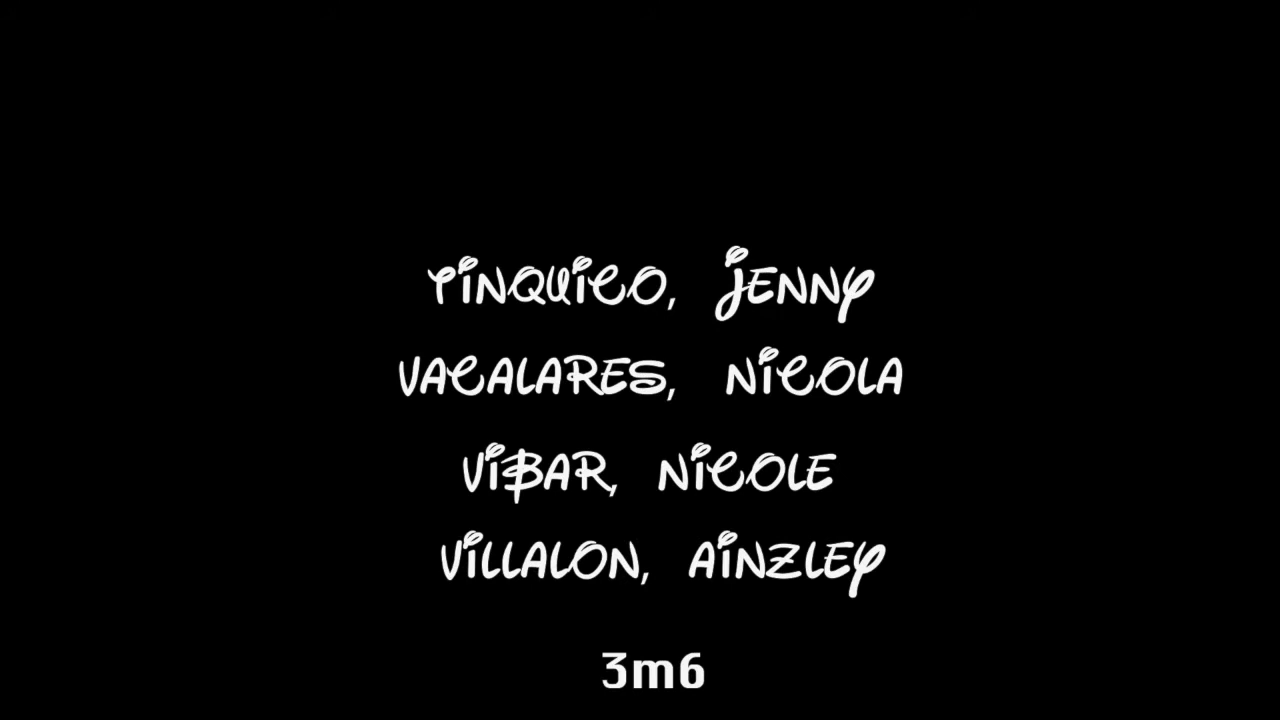 TINQUICO, JENNY
VACALARES, NICOLA
VIBAR, NICOLE
VILLALON, AINZLEY
3m6